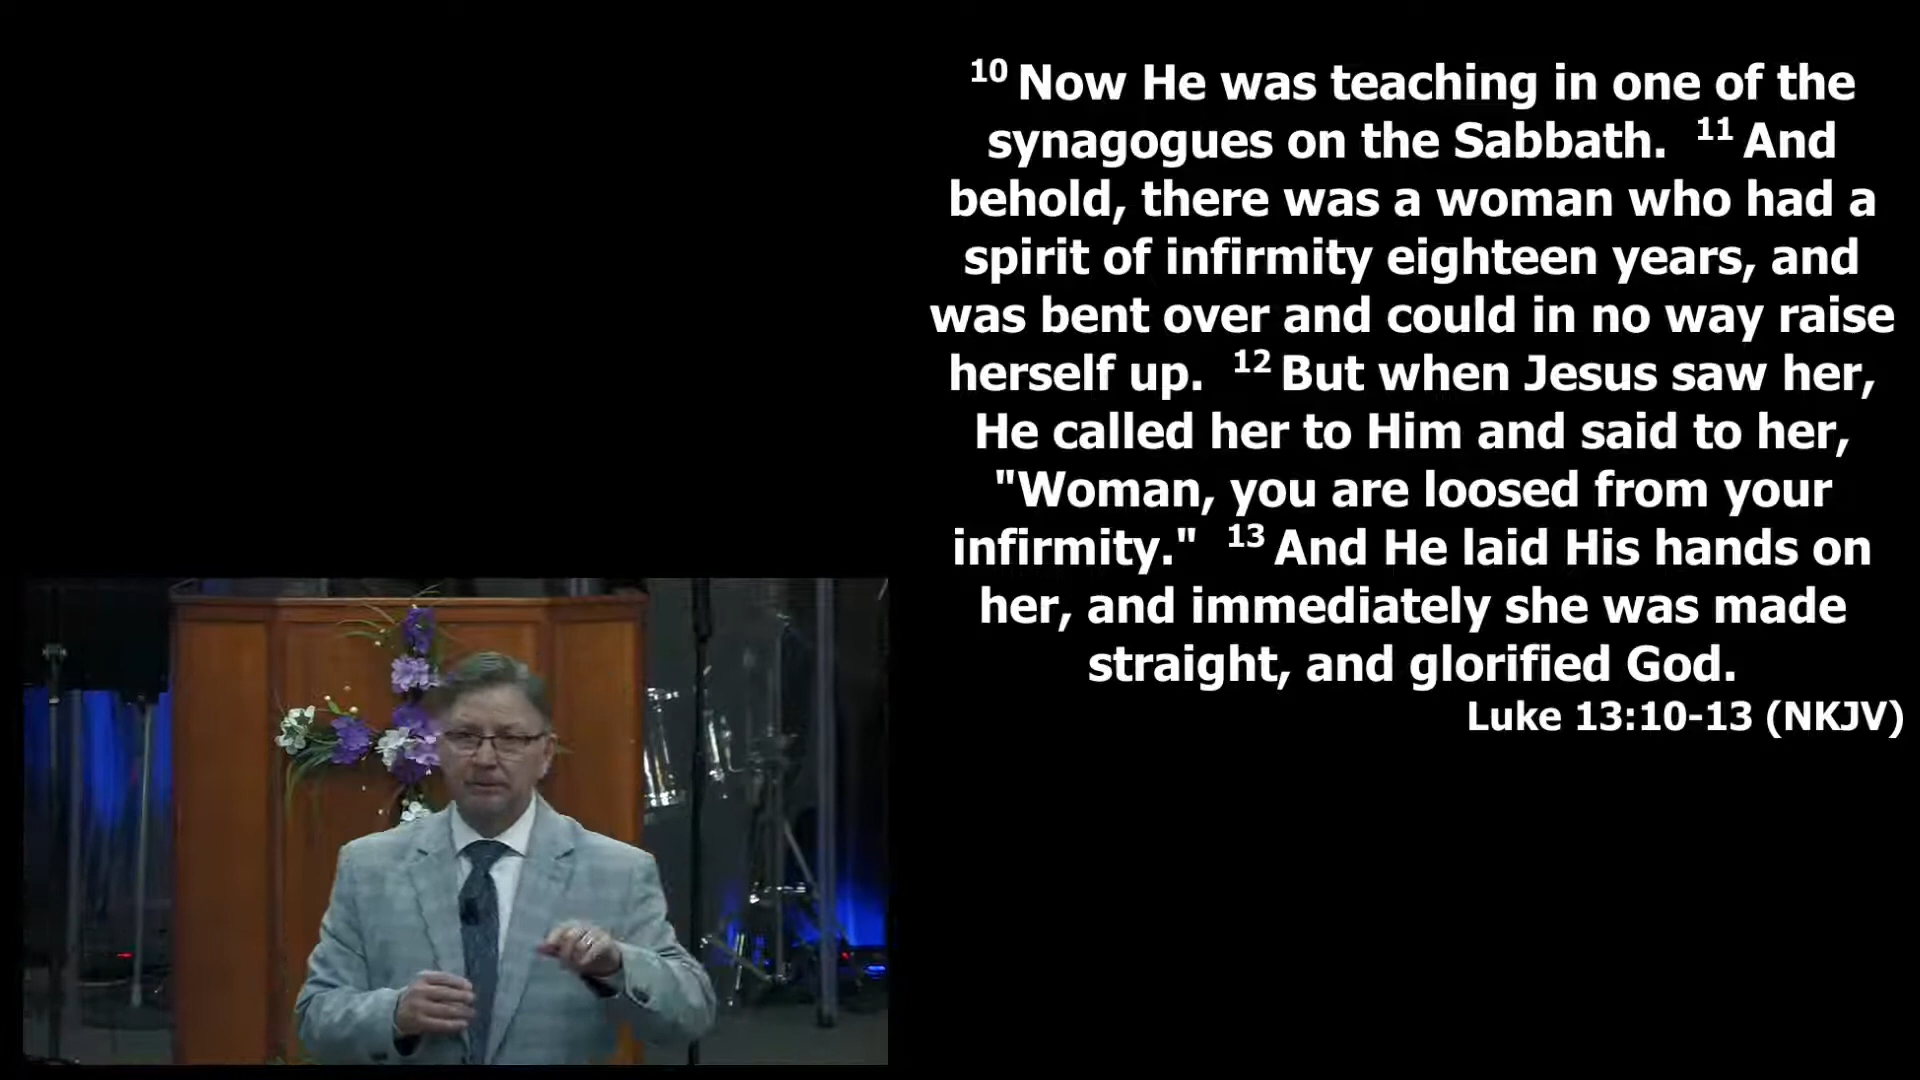 10 Now He was teaching in one of the
synagogues on the Sabbath. 11 And
behold, there was a woman who had a
spirit of infirmity eighteen years, and
was bent over and could in no way raise
herself up. 12 But when Jesus saw her,
He called her to Him and said to her,
"Woman, you are loosed from your
infirmity." 13 And He laid His hands on
her, and immediately she was made
straight, and glorified God.
Luke 13:10-13 (NKJV)